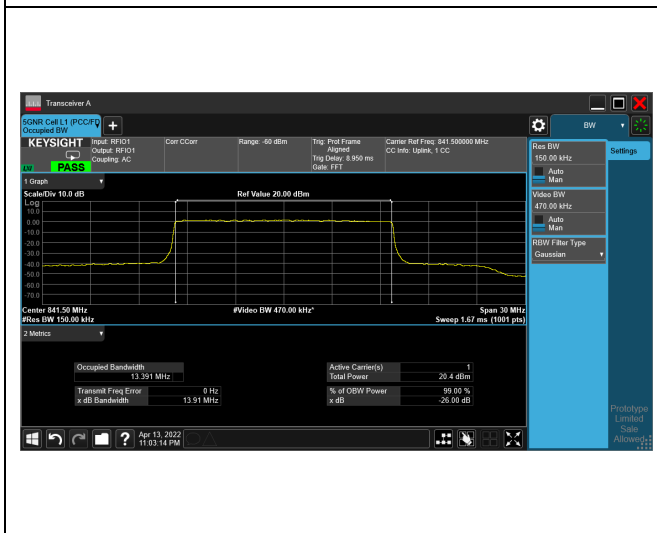 Transceiver A
5GNR Cell L1 (PCC/FD
Occupied BW
BW
KEYSIGHT
LVI
PASS
Input: RFIO1
Output: RFIO1
Coupling: AC
Corr CCorr
Range: -60 dBm
Trig: Prot Frame
Aligned
Trig Delay: 8.950 ms
Gate: FFT
Carrier Ref Freq: 841.500000 MHz
CC Info: Uplink, 1 CC
1 Graph
Scale/Div 10.0 dB
Ref Value 20.00 dBm
Log
10.0
0.00
-10.0
-20.0
-30.0
-40.0
-50.0
-60.0
-70.0
Center 841.50 MHz
#Video BW 470.00 kHz*
Span 30 MHz
#Res BW 150.00 kHz
Sweep 1.67 ms (1001 pts)
2 Metrics
Occupied Bandwidth
13.391 MHz
Active Carrier(s) 1
Total Power 20.4 dBm
Transmit Freq Error 0 Hz
x dB Bandwidth 13.91 MHz
% of OBW Power 99.00 %
x dB -26.00 dB
Res BW
150.00 kHz
Auto
Man
Video BW
470.00 kHz
Auto
Man
RBW Filter Type
Gaussian
Settings
Prototype
Limited
Sale
Allowed
?
Apr 13, 2022
11:03:14 PM